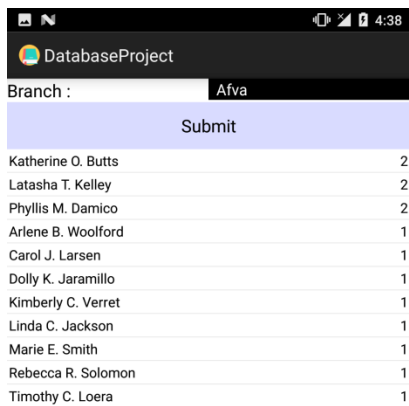 4:38
DatabaseProject
Branch : Afva
Submit
Katherine O. Butts 2
Latasha T. Kelley 2
Phyllis M. Damico 2
Arlene B. Woolford 1
Carol J. Larsen 1
Dolly K. Jaramillo 1
Kimberly C. Verret 1
Linda C. Jackson 1
Marie E. Smith 1
Rebecca R. Solomon 1
Timothy C. Loera 1